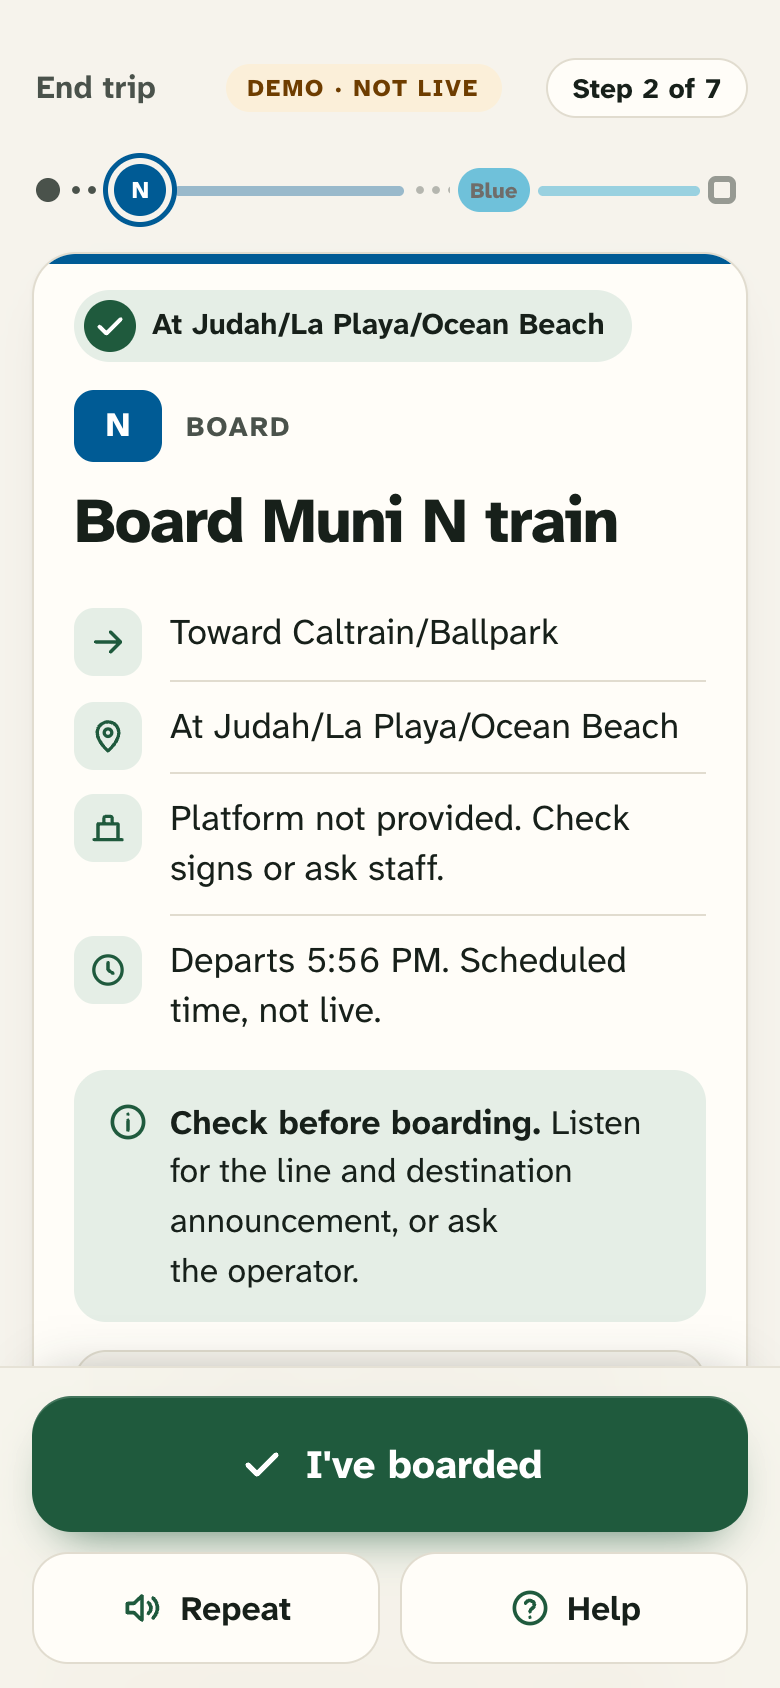 End trip
DEMO · NOT LIVE
Step 2 of 7
N
Blue
At Judah/La Playa/Ocean Beach
N
BOARD
Board Muni N train
Toward Caltrain/Ballpark
At Judah/La Playa/Ocean Beach
Platform not provided. Check
signs or ask staff.
Departs 5:56 PM. Scheduled
time, not live.
Check before boarding. Listen
for the line and destination
announcement, or ask
the operator.
I've boarded
Repeat
Help